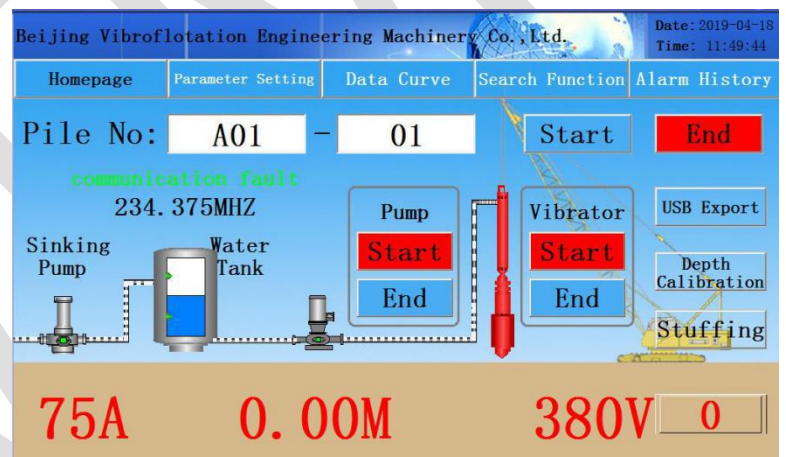 Beijing Vibroflotation Engineering Machinery Co.,Ltd.
Date:2019-04-18
Time: 11:49:44
Homepage Parameter Setting Data Curve Search Function Alarm History
Pile No: A01 - 01 Start End
communication fault
234.375MHZ
Sinking Pump
Water Tank
Pump
Start
End
Vibrator
Start
End
USB Export
Depth Calibration
Stuffing
75A 0.00M 380V 0